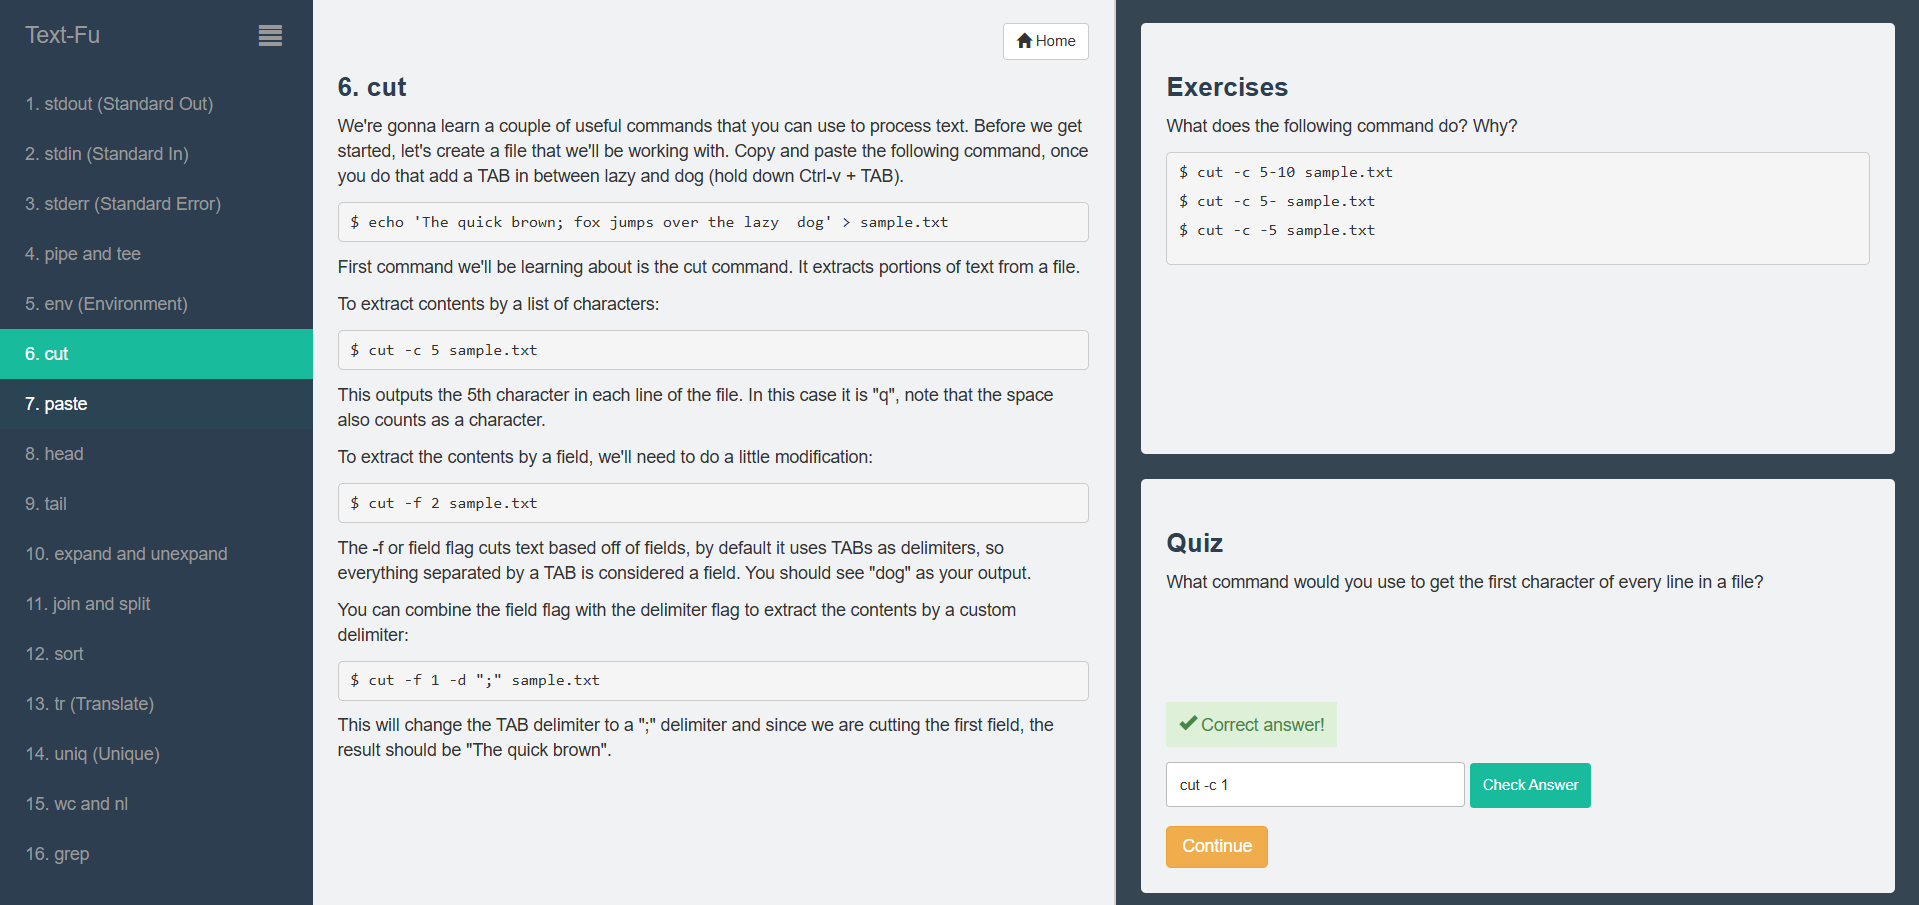 Text-Fu
1. stdout (Standard Out)
2. stdin (Standard In)
3. stderr (Standard Error)
4. pipe and tee
5. env (Environment)
6. cut
7. paste
8. head
9. tail
10. expand and unexpand
11. join and split
12. sort
13. tr (Translate)
14. uniq (Unique)
15. wc and nl
16. grep
Home
6. cut
We're gonna learn a couple of useful commands that you can use to process text. Before we get
started, let's create a file that we'll be working with. Copy and paste the following command, once
you do that add a TAB in between lazy and dog (hold down Ctrl-v + TAB).
$ echo 'The quick brown; fox jumps over the lazy  dog' > sample.txt
First command we'll be learning about is the cut command. It extracts portions of text from a file.
To extract contents by a list of characters:
$ cut -c 5 sample.txt
This outputs the 5th character in each line of the file. In this case it is "q", note that the space
also counts as a character.
To extract the contents by a field, we'll need to do a little modification:
$ cut -f 2 sample.txt
The -f or field flag cuts text based off of fields, by default it uses TABs as delimiters, so
everything separated by a TAB is considered a field. You should see "dog" as your output.
You can combine the field flag with the delimiter flag to extract the contents by a custom
delimiter:
$ cut -f 1 -d ";" sample.txt
This will change the TAB delimiter to a ";" delimiter and since we are cutting the first field, the
result should be "The quick brown".
Exercises
What does the following command do? Why?
$ cut -c 5-10 sample.txt
$ cut -c 5- sample.txt
$ cut -c -5 sample.txt
Quiz
What command would you use to get the first character of every line in a file?
Correct answer!
cut -c 1
Check Answer
Continue